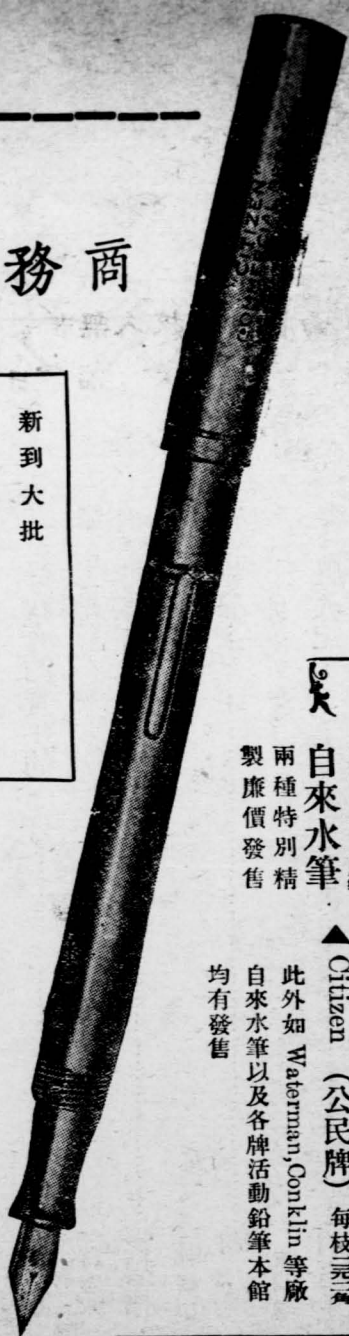 商務
新到大批
自來水筆
兩種特別精
製廉價發售
▲Citizen (公民牌) 每枝
此外如 Waterman, Conklin 等廠
自來水筆以及各牌活動鉛筆本館
均有發售
CITIZEN